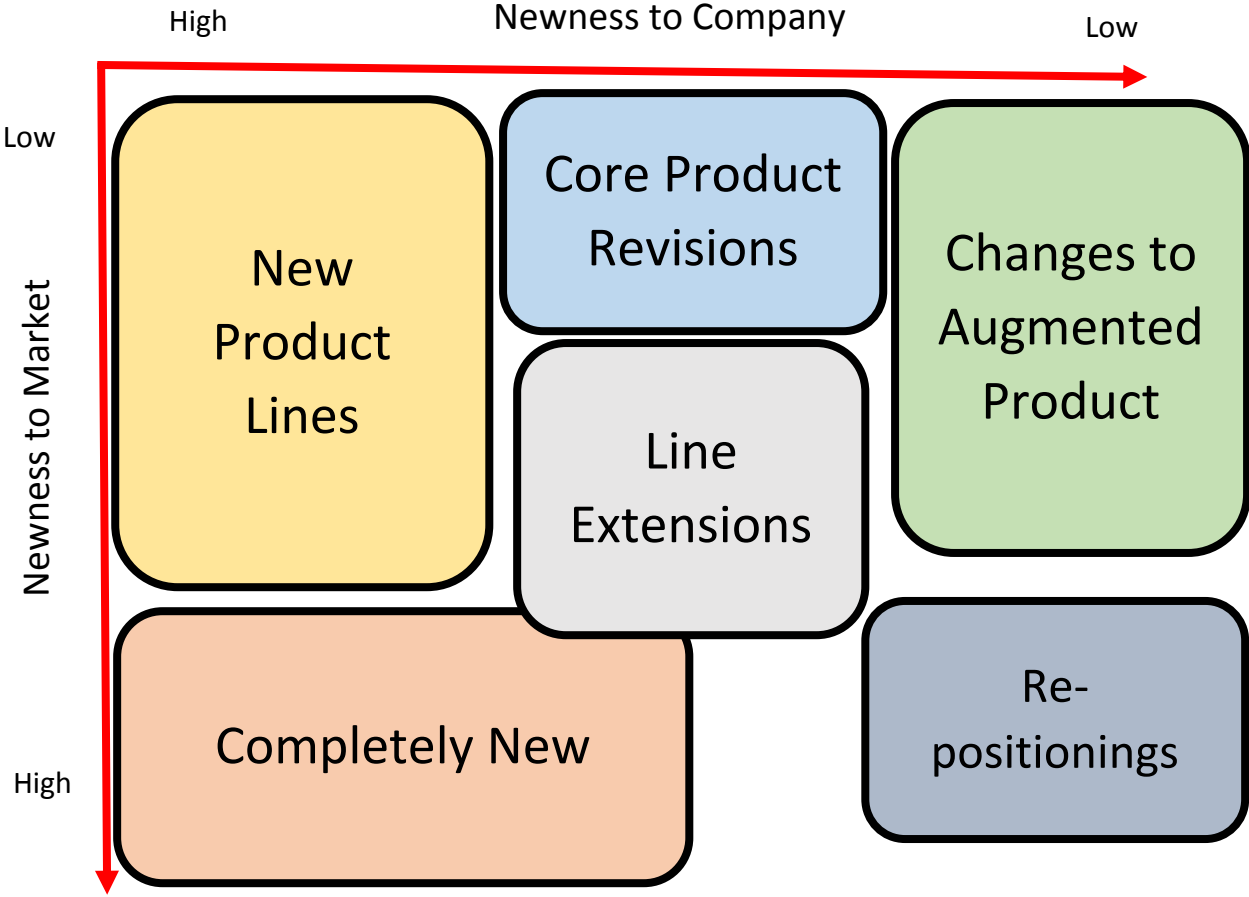 Newness to Company
High
Low
Low
Newness to Market
High
New
Product
Lines
Core Product
Revisions
Changes to
Augmented
Product
Line
Extensions
Completely New
Re-
positionings